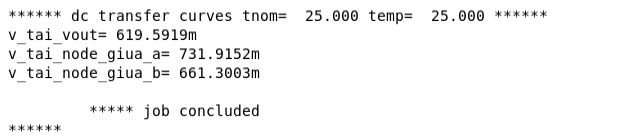 ****** dc transfer curves tnom=  25.000 temp=  25.000 ******
v_tai_vout= 619.5919m
v_tai_node_giua_a= 731.9152m
v_tai_node_giua_b= 661.3003m
***** job concluded
******